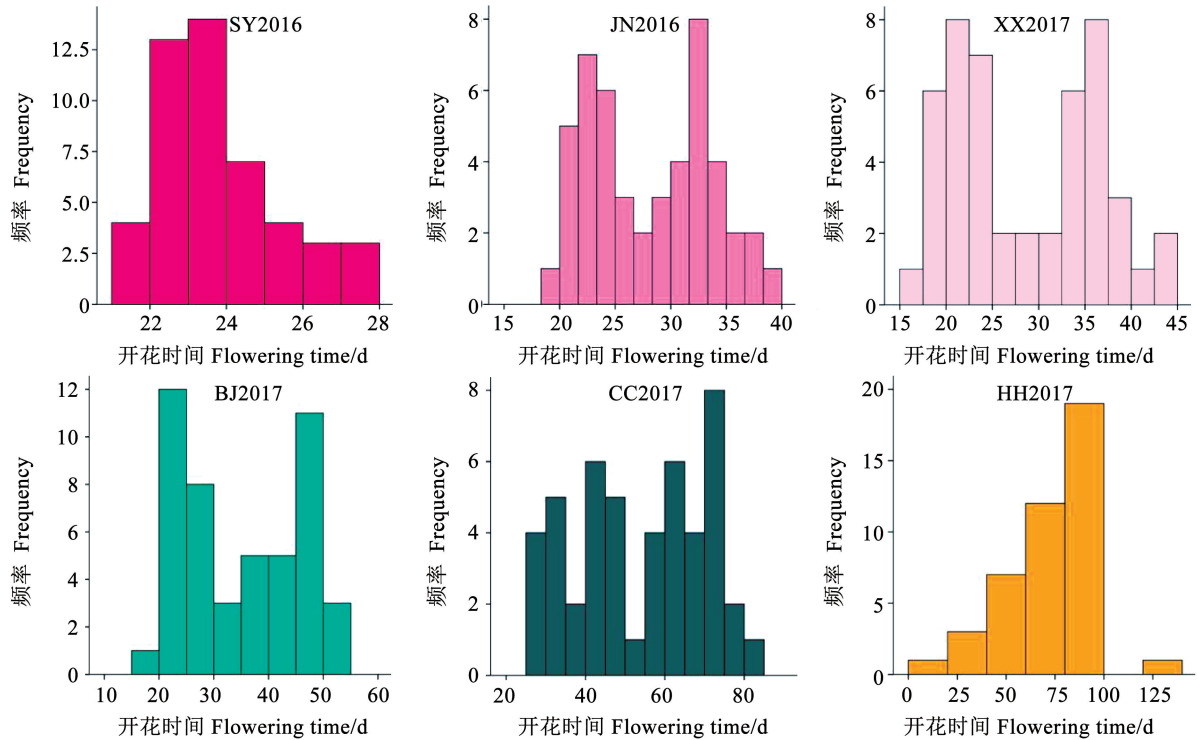 SY2016
频率 Frequency
12.5
10.0
7.5
5.0
2.5
0
22 24 26 28
开花时间 Flowering time/d
JN2016
频率 Frequency
8
6
4
2
0
15 20 25 30 35 40
开花时间 Flowering time/d
XX2017
频率 Frequency
8
6
4
2
0
15 20 25 30 35 40 45
开花时间 Flowering time/d
BJ2017
频率 Frequency
12
10
8
6
4
2
0
10 20 30 40 50 60
开花时间 Flowering time/d
CC2017
频率 Frequency
8
6
4
2
0
20 40 60 80
开花时间 Flowering time/d
HH2017
频率 Frequency
20
15
10
5
0
0 25 50 75 100 125
开花时间 Flowering time/d